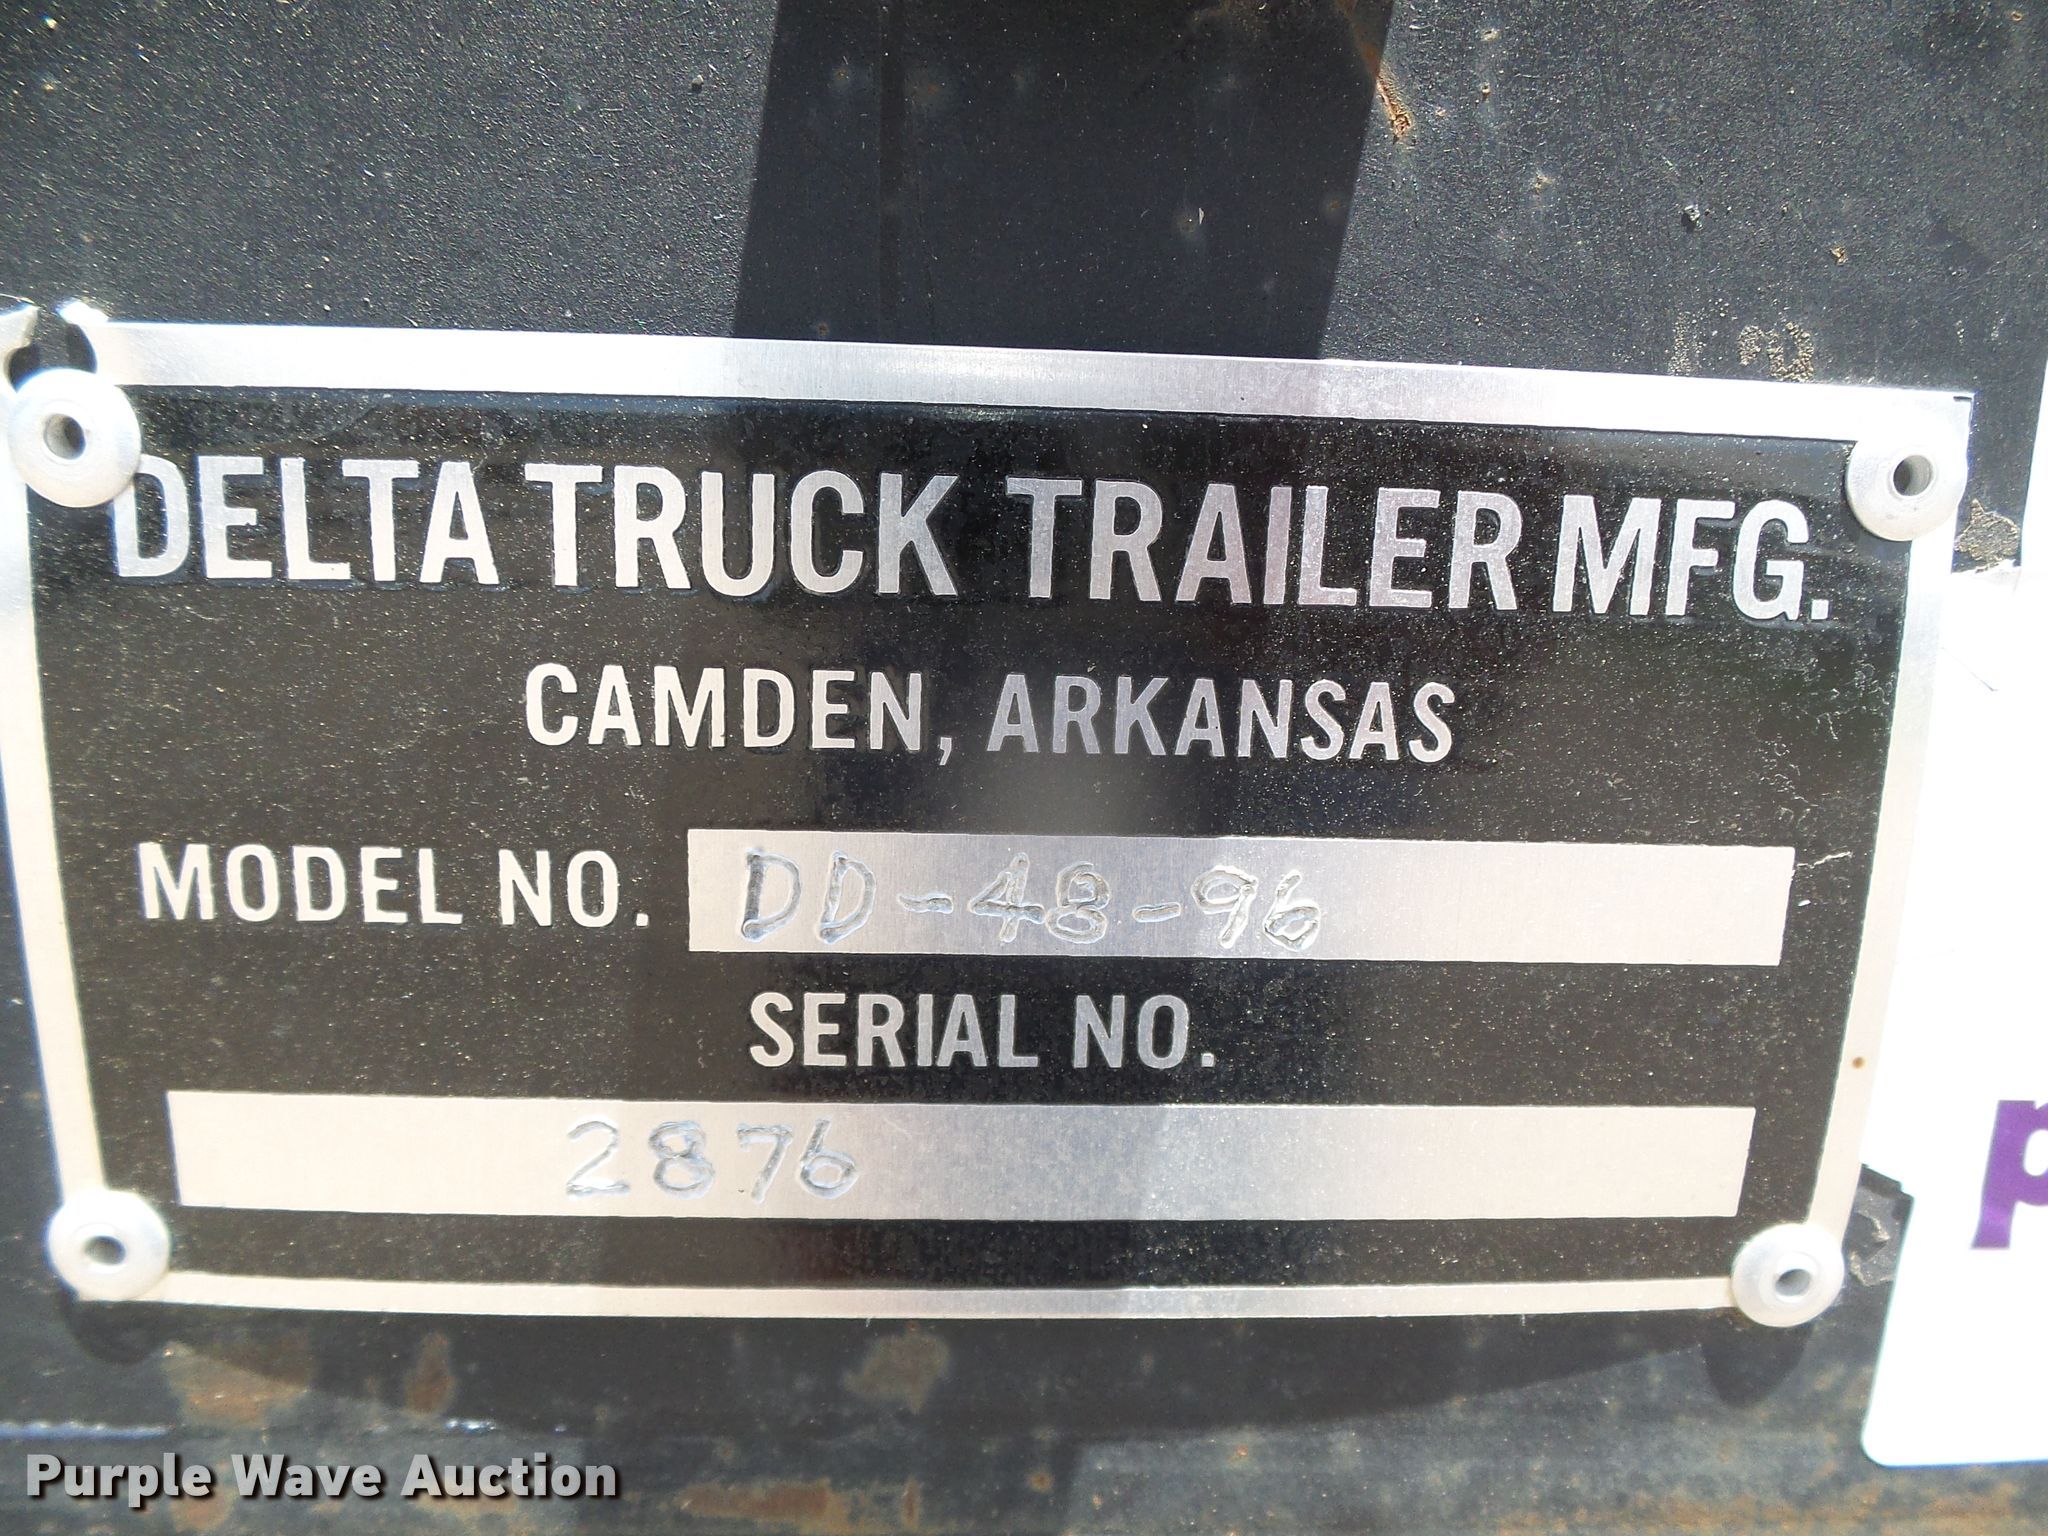 DELTA TRUCK TRAILER MFG.
CAMDEN, ARKANSAS
MODEL NO. DD-48-96
SERIAL NO.
2876
p
Purple Wave Auction